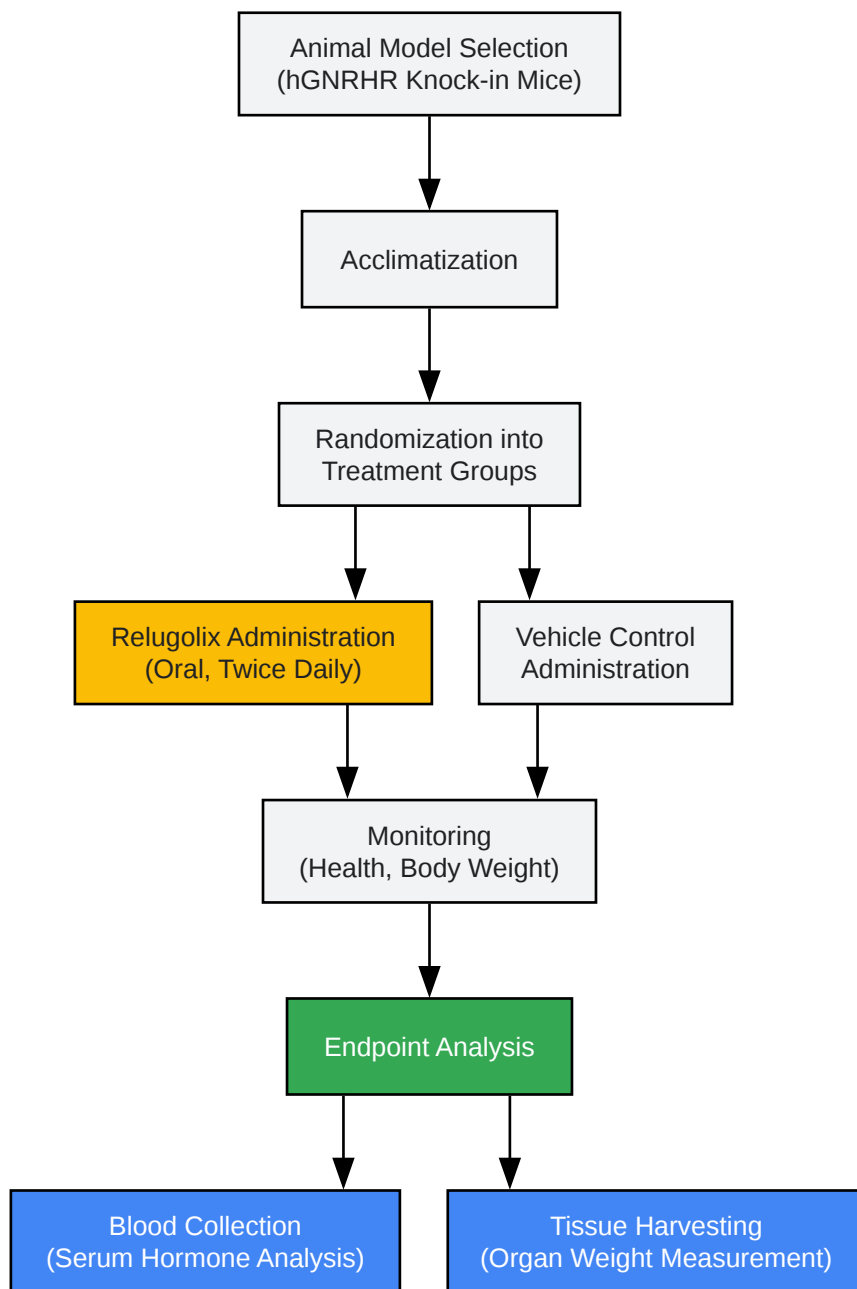 Animal Model Selection
(hGNRHR Knock-in Mice)
Acclimatization
Randomization into
Treatment Groups
Relugolix Administration
(Oral, Twice Daily)
Vehicle Control
Administration
Monitoring
(Health, Body Weight)
Endpoint Analysis
Blood Collection
(Serum Hormone Analysis)
Tissue Harvesting
(Organ Weight Measurement)